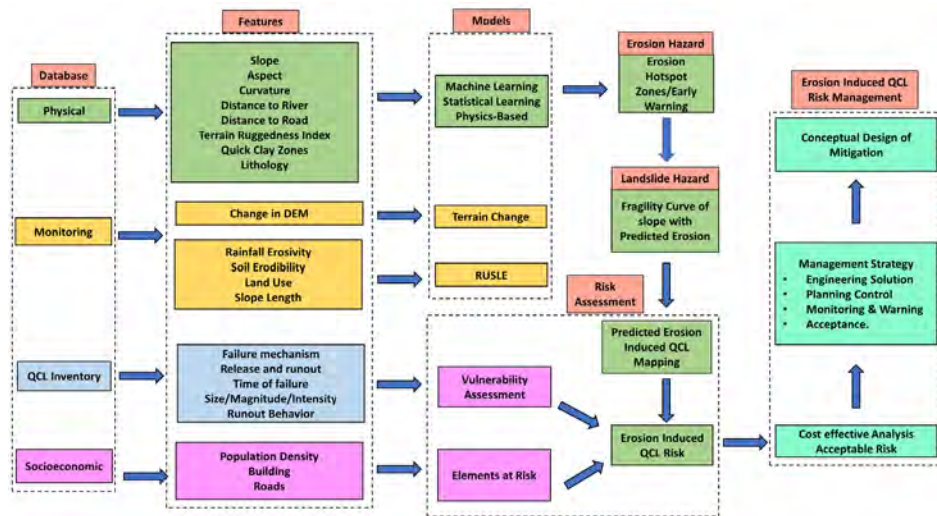 Database
Physical
Monitoring
QCL Inventory
Socioeconomic
Features
Slope
Aspect
Curvature
Distance to River
Distance to Road
Terrain Ruggedness Index
Quick Clay Zones
Lithology
Change in DEM
Rainfall Erosivity
Soil Erodibility
Land Use
Slope Length
Failure mechanism
Release and runout
Time of failure
Size/Magnitude/Intensity
Runout Behavior
Population Density
Building
Roads
Models
Machine Learning
Statistical Learning
Physics-Based
Terrain Change
RUSLE
Erosion Hazard
Erosion
Hotspot
Zones/Early
Warning
Landslide Hazard
Fragility Curve of
slope with
Predicted Erosion
Risk
Assessment
Predicted Erosion
Induced QCL
Mapping
Vulnerability
Assessment
Elements at Risk
Erosion Induced
QCL Risk
Erosion Induced QCL
Risk Management
Conceptual Design of
Mitigation
Management Strategy
• Engineering Solution
• Planning Control
• Monitoring & Warning
• Acceptance.
Cost effective Analysis
Acceptable Risk